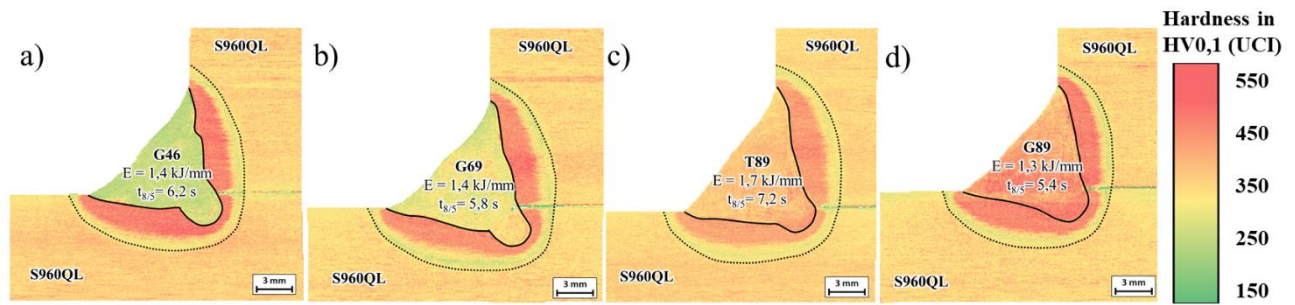 a)
S960QL
G46
E = 1,4 kJ/mm
t8/5= 6,2 s
S960QL
3 mm
b)
S960QL
G69
E = 1,4 kJ/mm
t8/5= 5,8 s
S960QL
3 mm
c)
S960QL
T89
E = 1,7 kJ/mm
t8/5= 7,2 s
S960QL
3 mm
d)
S960QL
G89
E = 1,3 kJ/mm
t8/5= 5,4 s
S960QL
3 mm
Hardness in
HV0,1 (UCI)
550
450
350
250
150